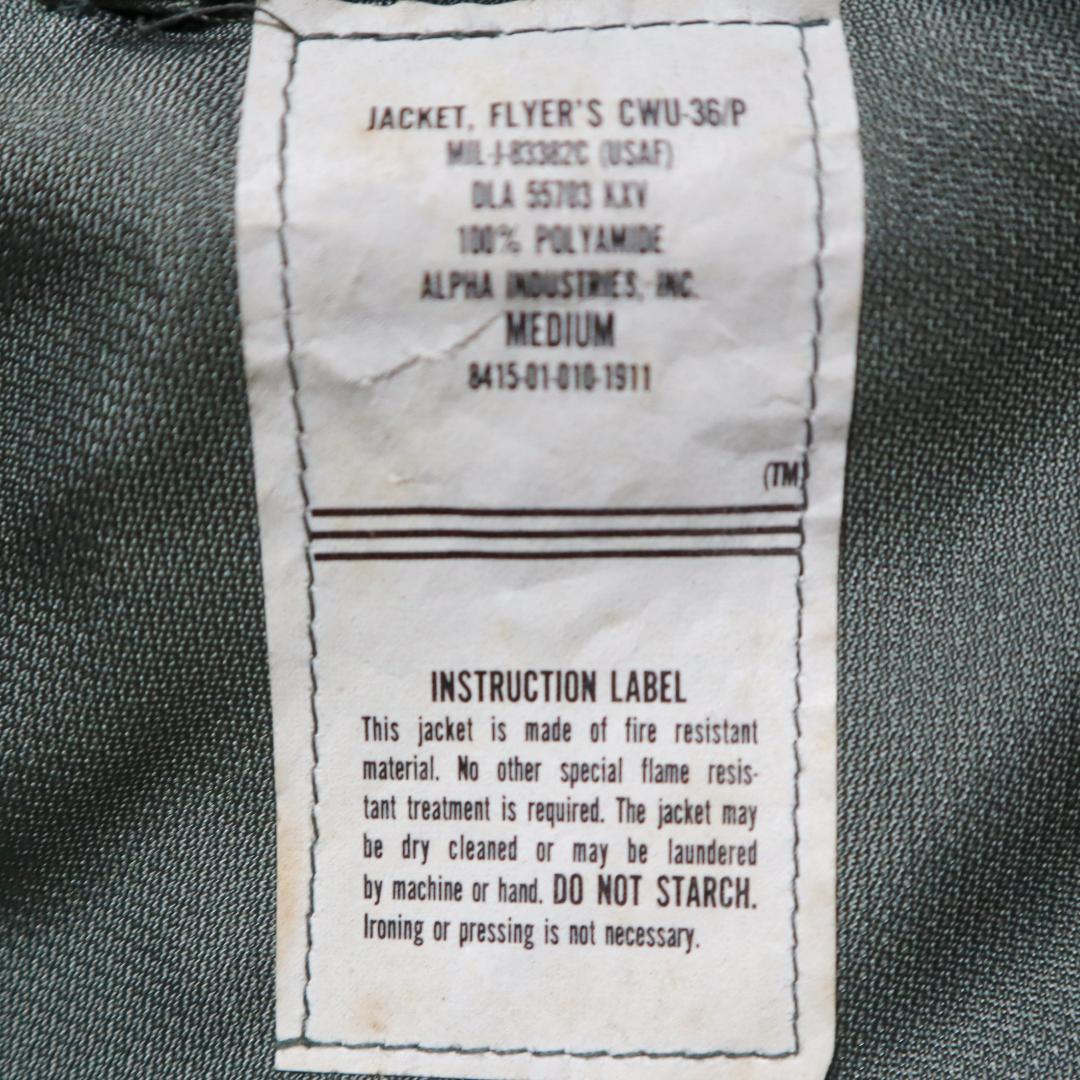 JACKET, FLYER'S CWU-36/P
MIL-J-83382C (USAF)
DLA 55703 KXV
100% POLYAMIDE
ALPHA INDUSTRIES, INC.
MEDIUM
8415-01-010-1911
(TM)
INSTRUCTION LABEL
This jacket is made of fire resistant
material. No other special flame resis-
tant treatment is required. The jacket may
be dry cleaned or may be laundered
by machine or hand. DO NOT STARCH.
Ironing or pressing is not necessary.